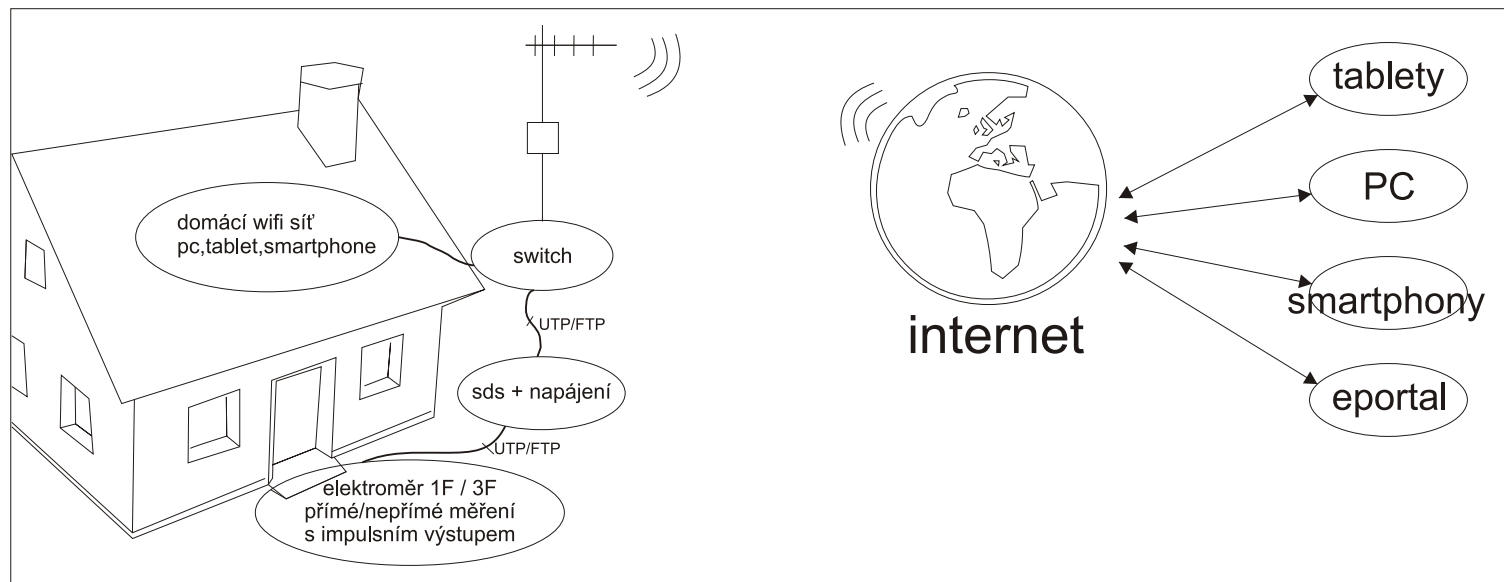 domácí wifi síť
pc,tablet,smartphone
switch
UTP/FTP
sds + napájení
UTP/FTP
elektroměr 1F / 3F
přímé/nepřímé měření
s impulsním výstupem
internet
tablety
PC
smartphony
eportal